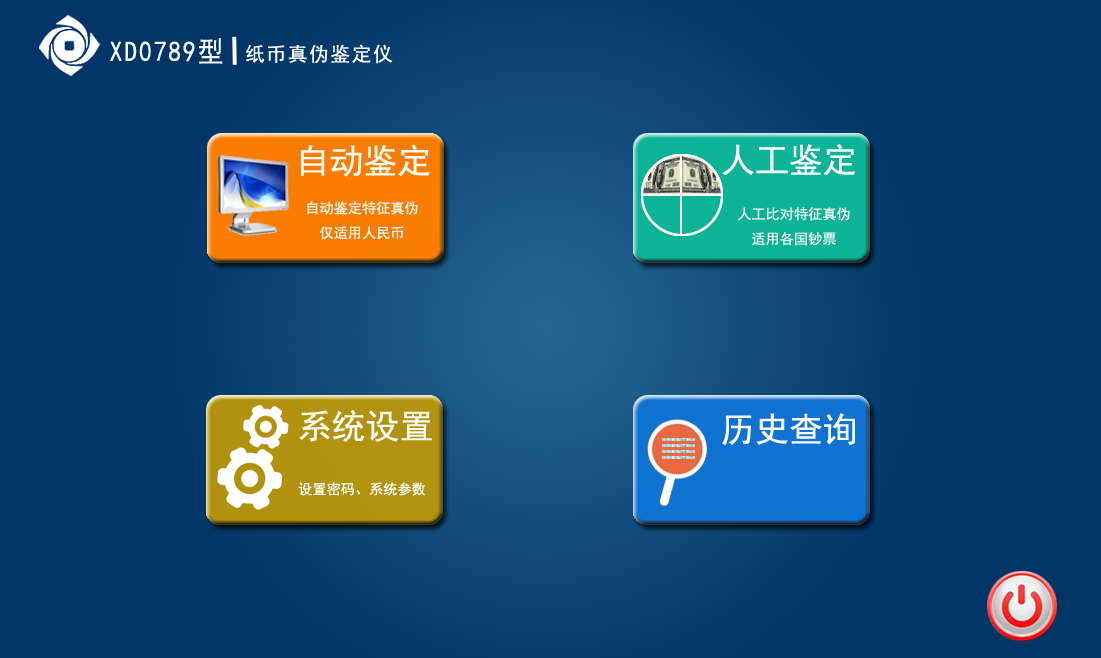 XD0789型|纸币真伪鉴定仪
自动鉴定
自动鉴定特征真伪
仅适用人民币
人工鉴定
人工比对特征真伪
适用各国钞票
系统设置
设置密码、系统参数
历史查询